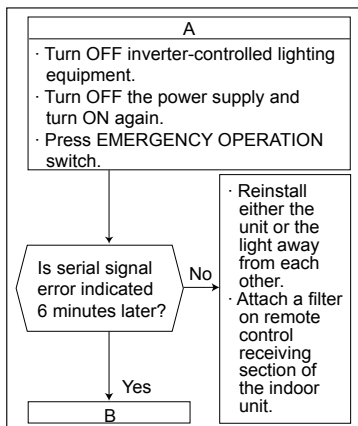 A
· Turn OFF inverter-controlled lighting
equipment.
· Turn OFF the power supply and
turn ON again.
· Press EMERGENCY OPERATION
switch.
Is serial signal
error indicated
6 minutes later?
No
· Reinstall
either the
unit or the
light away
from each
other.
· Attach a filter
on remote
control
receiving
section of
the indoor
unit.
Yes
B